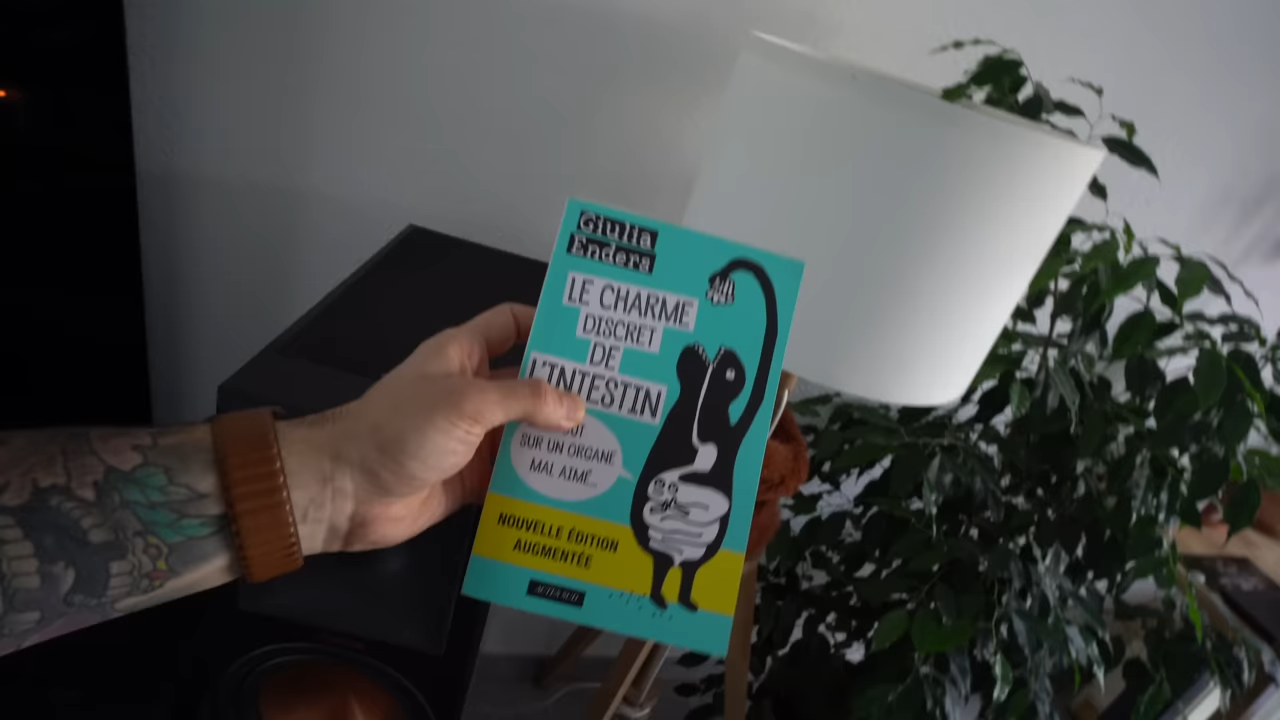 Giulia
Enders
LE CHARME
DISCRET
DE
L'INTESTIN
SUR UN ORGANE
MAL AIMÉ...
NOUVELLE ÉDITION
AUGMENTÉE
ACTES SUD